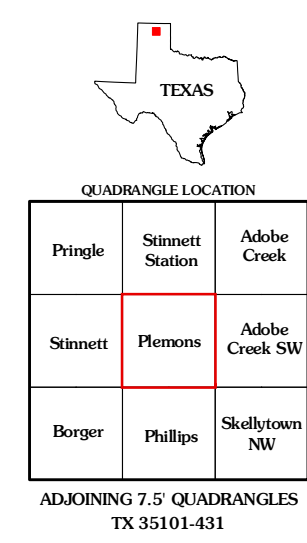 TEXAS
QUADRANGLE LOCATION
Pringle
Stinnett
Station
Adobe
Creek
Stinnett
Plemons
Adobe
Creek SW
Borger
Phillips
Skellytown
NW
ADJOINING 7.5' QUADRANGLES
TX 35101-431